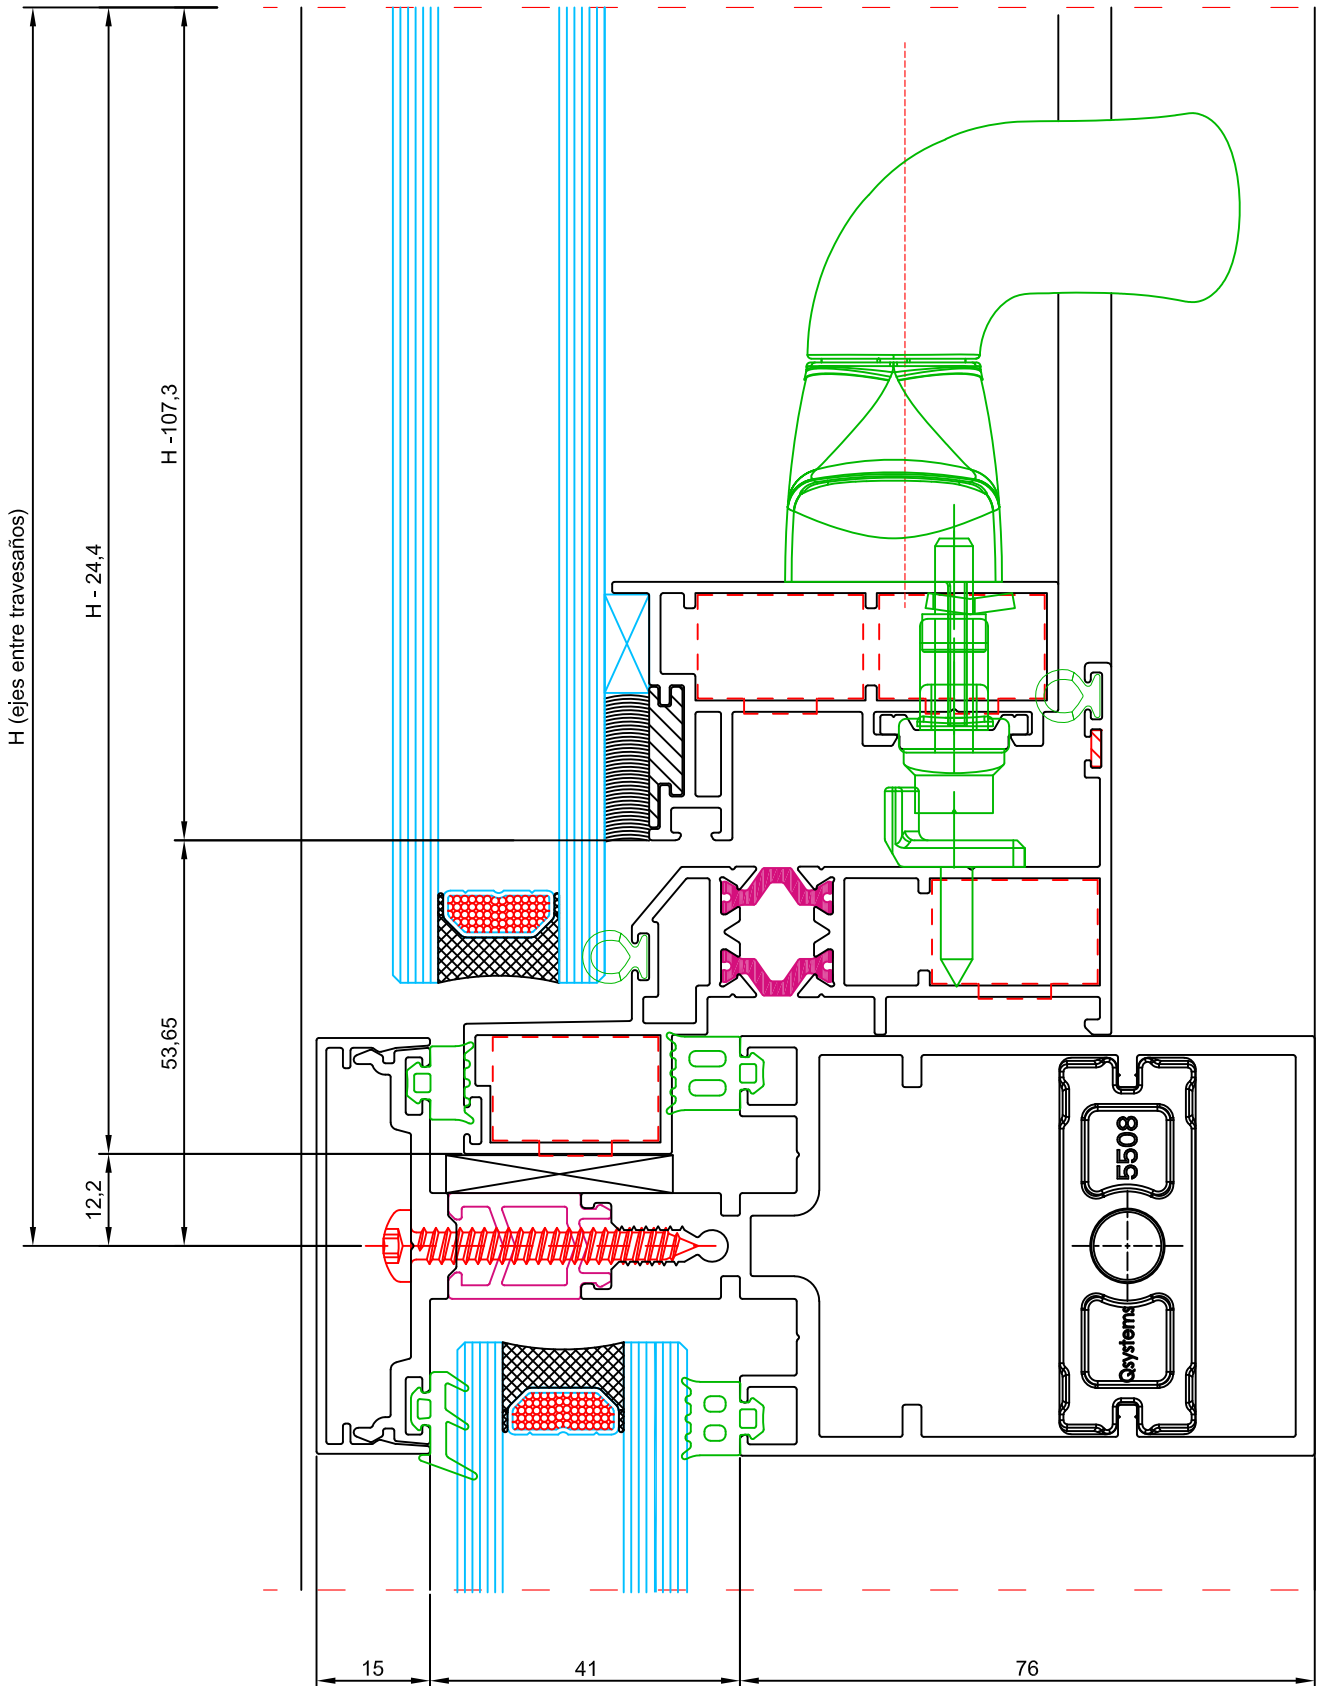 H (ejes entre travesaños)
H - 24,4
H -107,3
53,65
12,2
5508
Qsystems
15
41
76